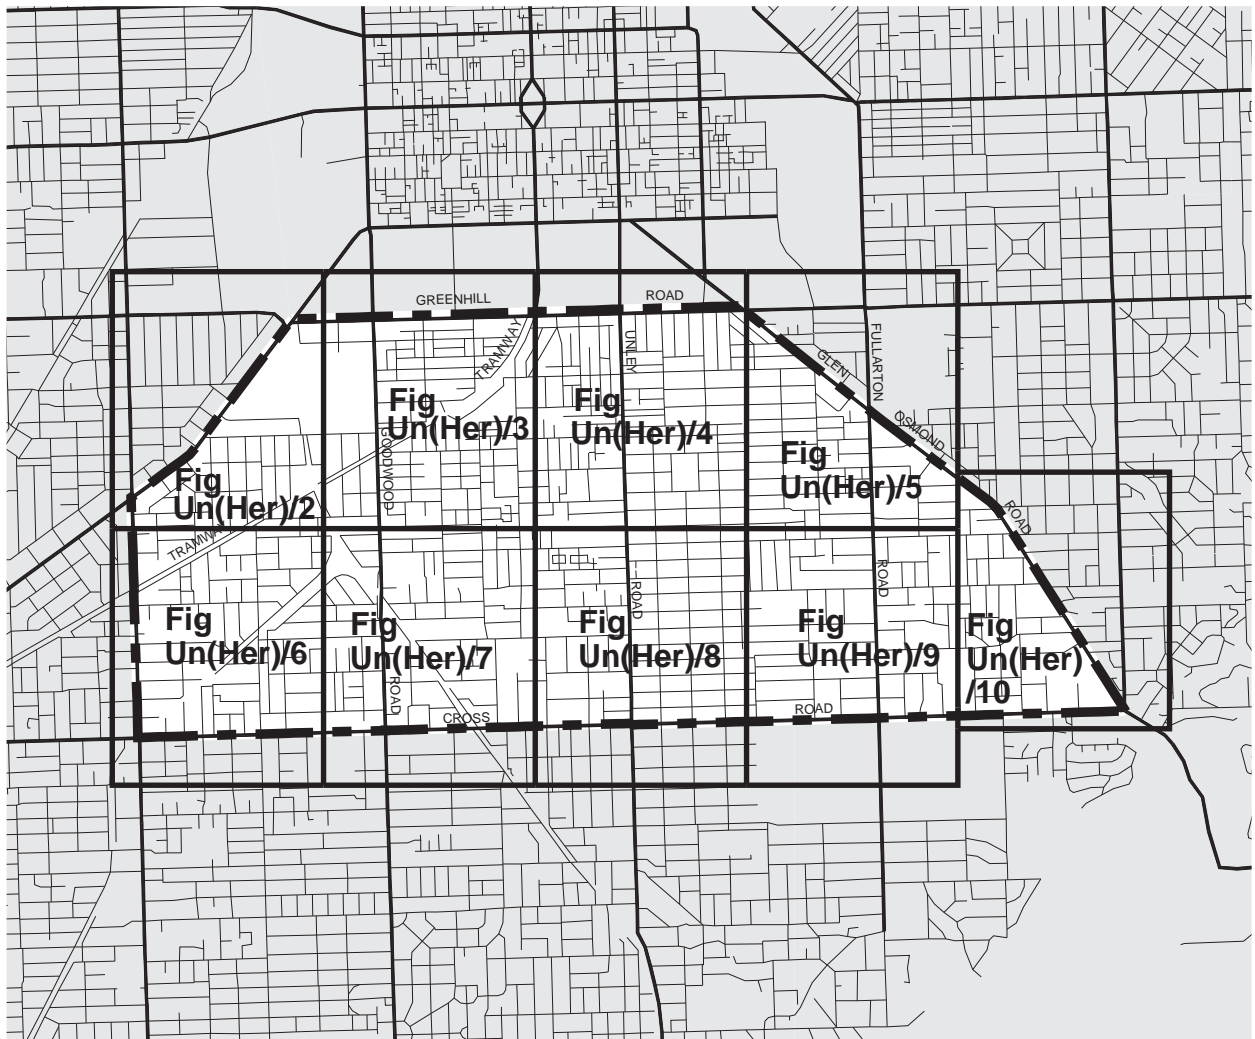 GREENHILL
ROAD
TRAMWAY
UNLEY
GLEN
FULLARTON
Fig
Un(Her)/3
Fig
Un(Her)/4
GOODWOOD
OSMOND
Fig
Un(Her)/5
Fig
Un(Her)/2
ROAD
TRAMWAY
ROAD
ROAD
Fig
Un(Her)/6
Fig
Un(Her)/7
Fig
Un(Her)/8
Fig
Un(Her)/9
Fig
Un(Her)
/10
ROAD
CROSS
ROAD